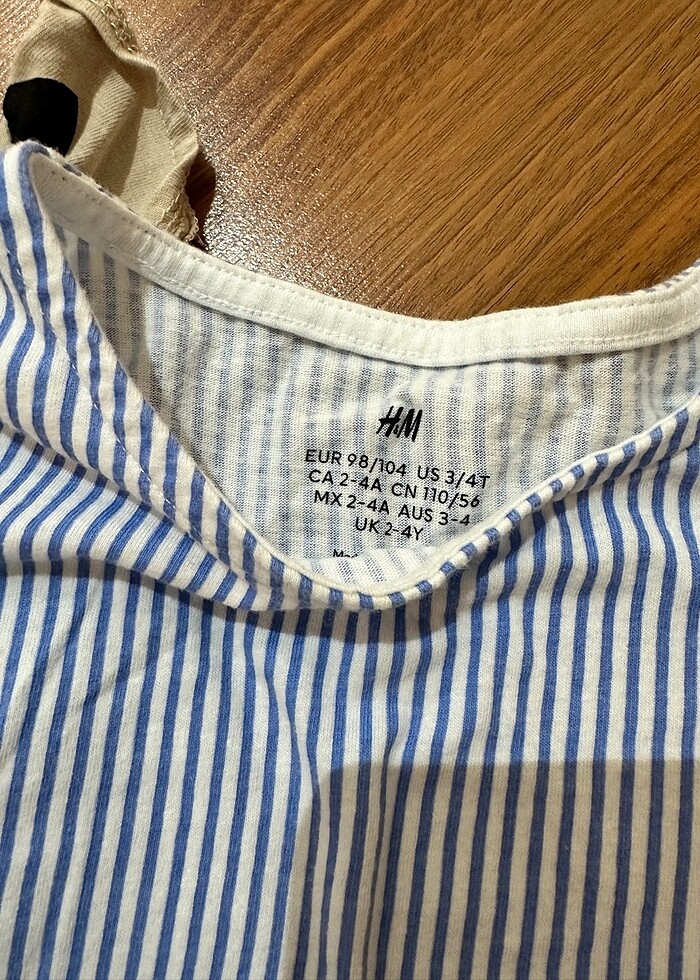 H&M
EUR 98/104 US 3/4T
CA 2-4A CN 110/56
MX 2-4A AUS 3-4
UK 2-4Y